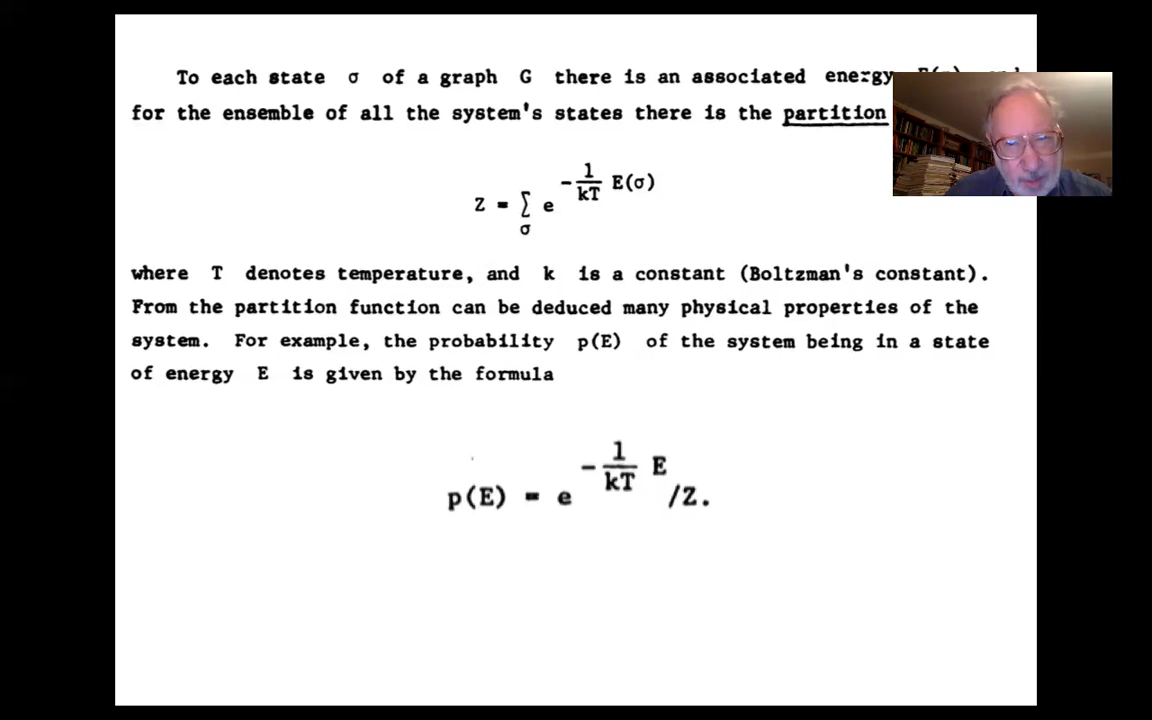 To each state σ of a graph G there is an associated energy
for the ensemble of all the system's states there is the partition
Z = ∑_σ e^{-\frac{1}{kT} E(σ)}
where T denotes temperature, and k is a constant (Boltzman's constant).
From the partition function can be deduced many physical properties of the
system. For example, the probability p(E) of the system being in a state
of energy E is given by the formula
p(E) = e^{-\frac{1}{kT} E}/Z.